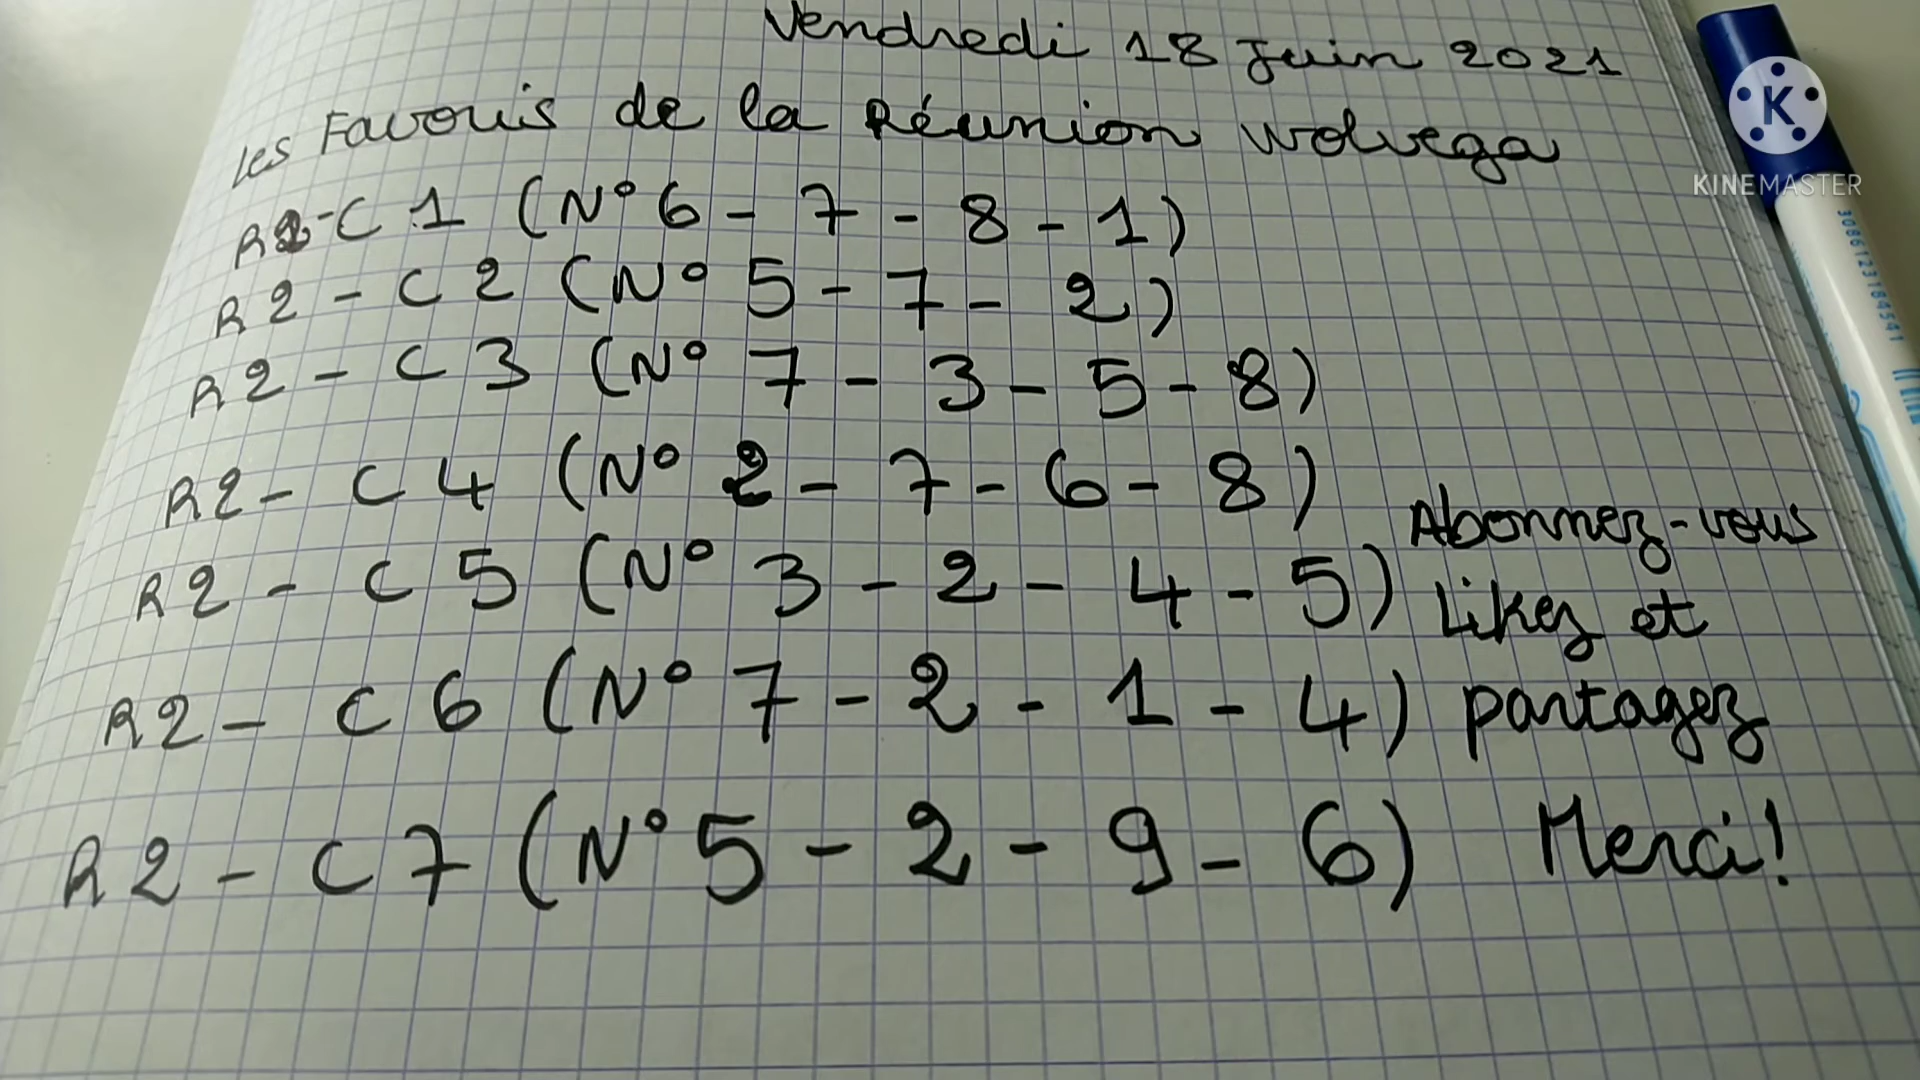 Vendredi 18 Juin 2021
Les Favoris de la Réunion wolvega
R2-C1 (N° 6 - 7 - 8 - 1)
R2 - C2 (N° 5 - 7 - 2)
R2 - C3 (N° 7 - 3 - 5 - 8)
R2 - C4 (N° 2 - 7 - 6 - 8)
R2 - C5 (N° 3 - 2 - 4 - 5)
R2 - C6 (N° 7 - 2 - 1 - 4)
R2 - C7 (N° 5 - 2 - 9 - 6)
Abonnez-vous
Likez et
partagez
Merci!
K
KINEMASTER
3086123184541